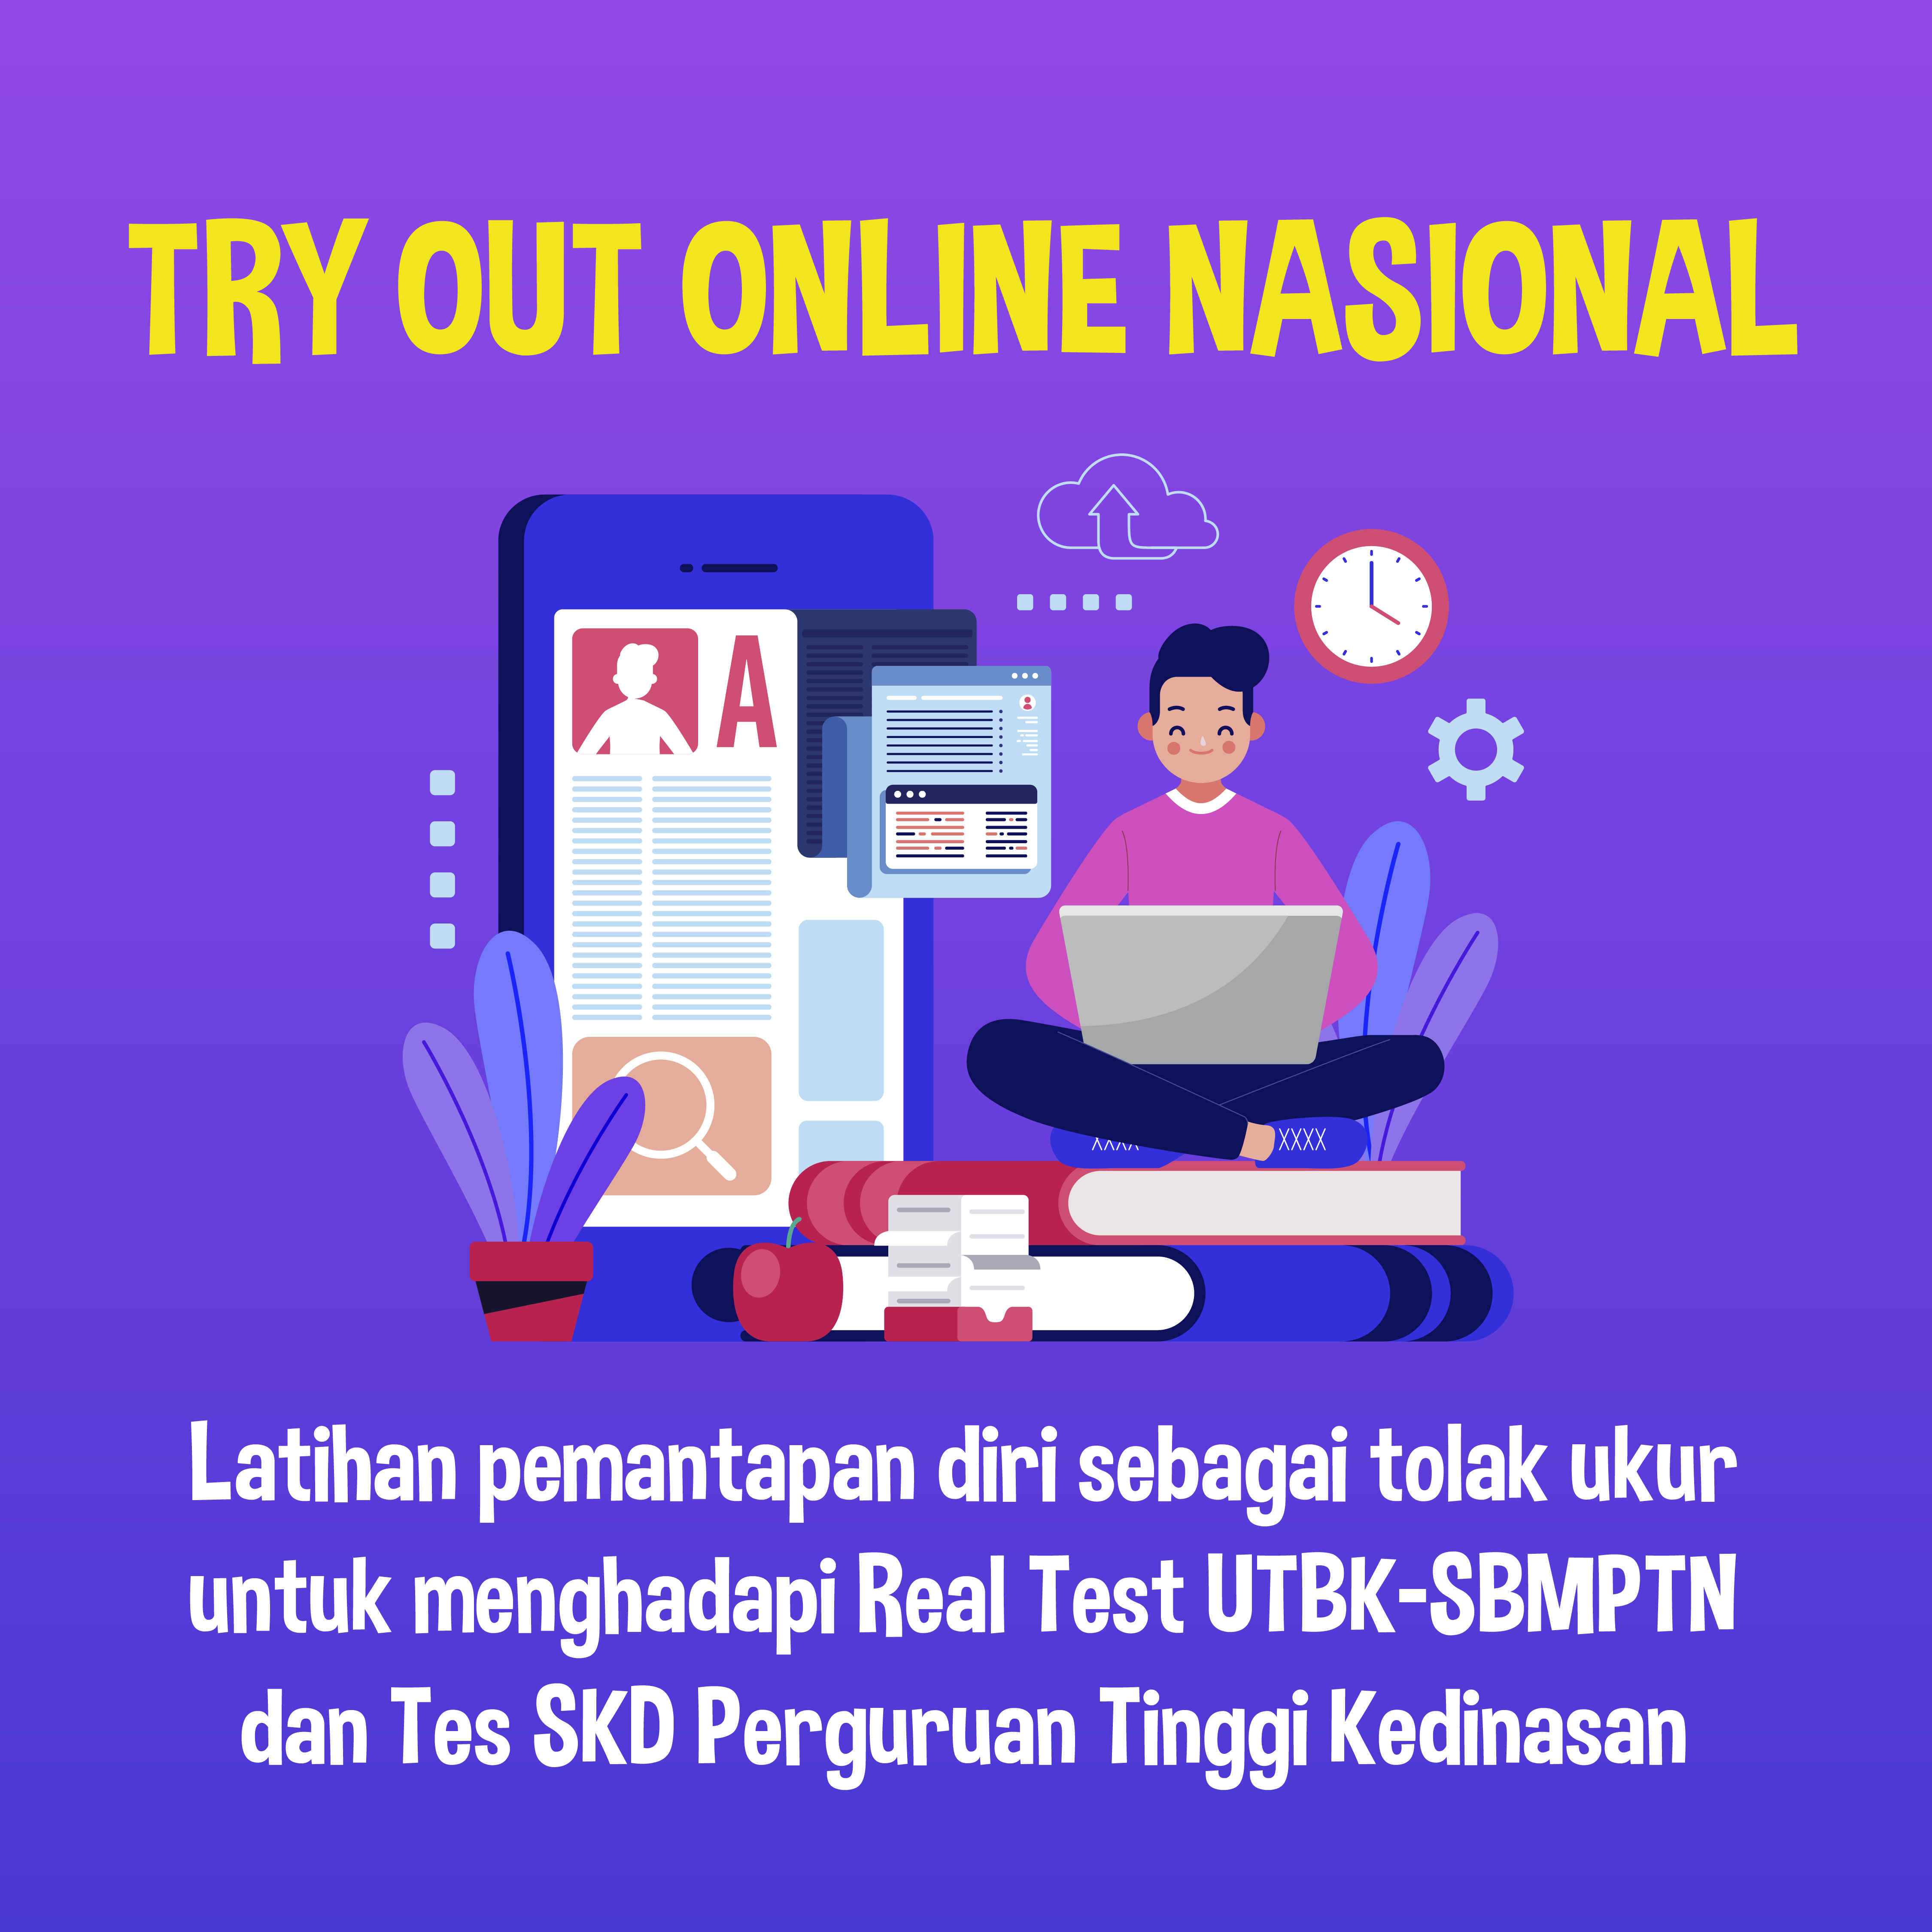 TRY OUT ONLINE NASIONAL
A
Latihan pemantapan diri sebagai tolak ukur
untuk menghadapi Real Test UTBK-SBMPTN
dan Tes SKD Perguruan Tinggi Kedinasan